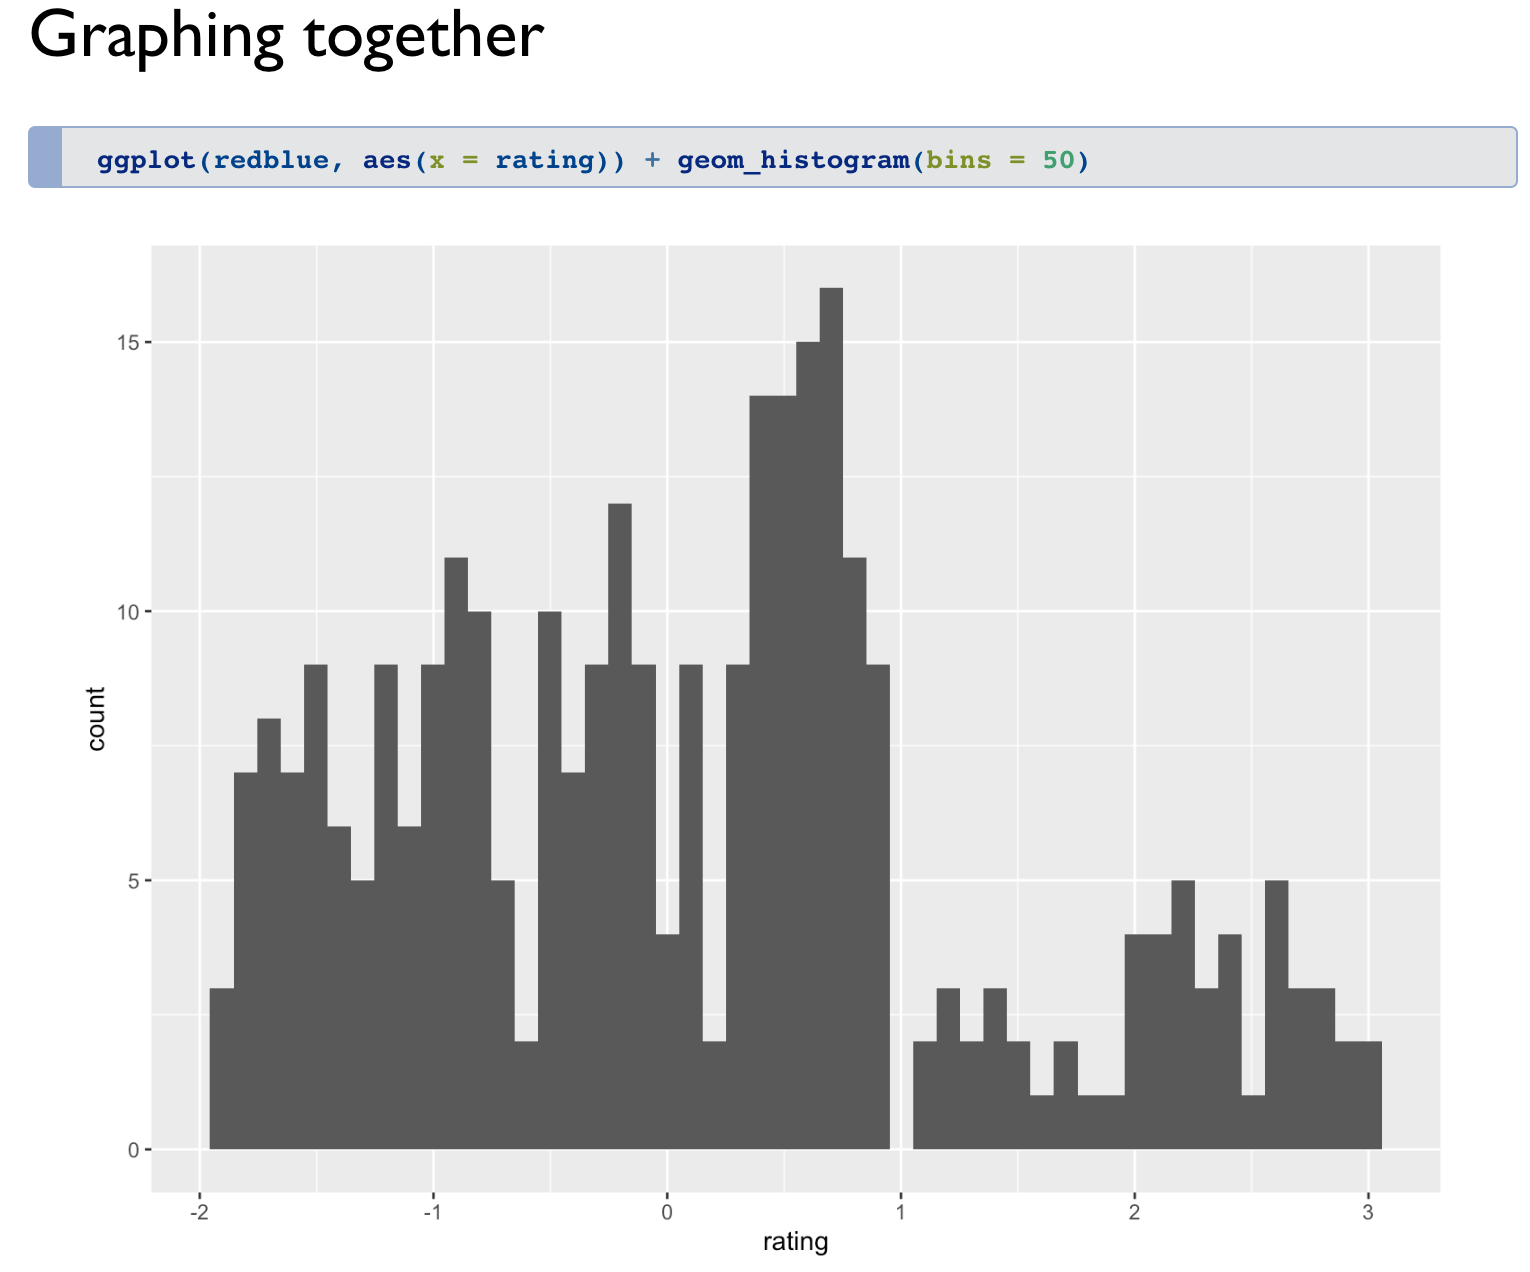 Graphing together
ggplot(redblue, aes(x = rating)) + geom_histogram(bins = 50)
15
10
5
0
count
-2 -1 0 1 2 3
rating